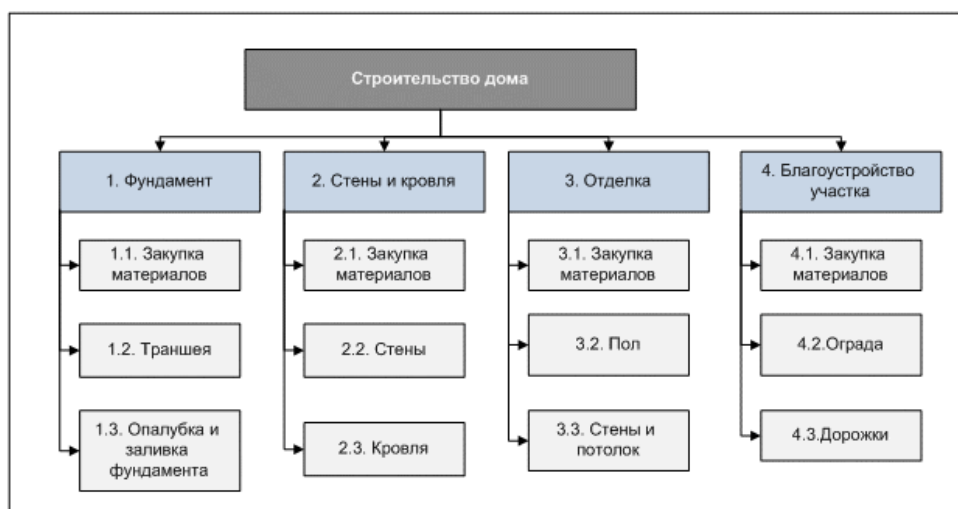 Строительство дома
1. Фундамент
2. Стены и кровля
3. Отделка
4. Благоустройство
участка
1.1. Закупка
материалов
2.1. Закупка
материалов
3.1. Закупка
материалов
4.1. Закупка
материалов
1.2. Траншея
2.2. Стены
3.2. Пол
4.2.Ограда
1.3. Опалубка и
заливка
фундамента
2.3. Кровля
3.3. Стены и
потолок
4.3.Дорожки